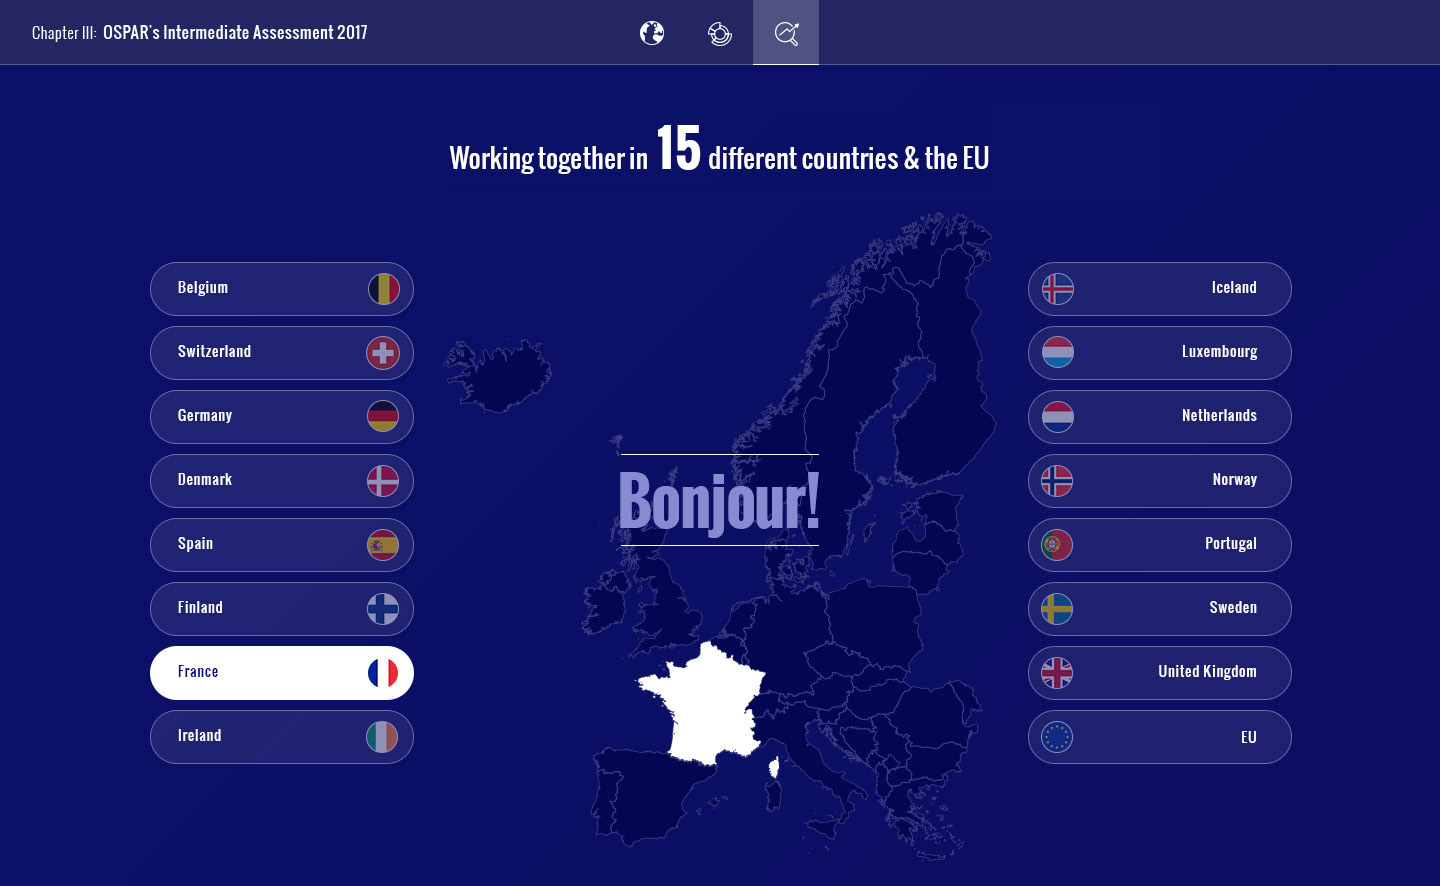 Chapter III: OSPAR's Intermediate Assessment 2017
Working together in 15 different countries & the EU
Belgium
Switzerland
Germany
Denmark
Spain
Finland
France
Ireland
Bonjour!
Iceland
Luxembourg
Netherlands
Norway
Portugal
Sweden
United Kingdom
EU